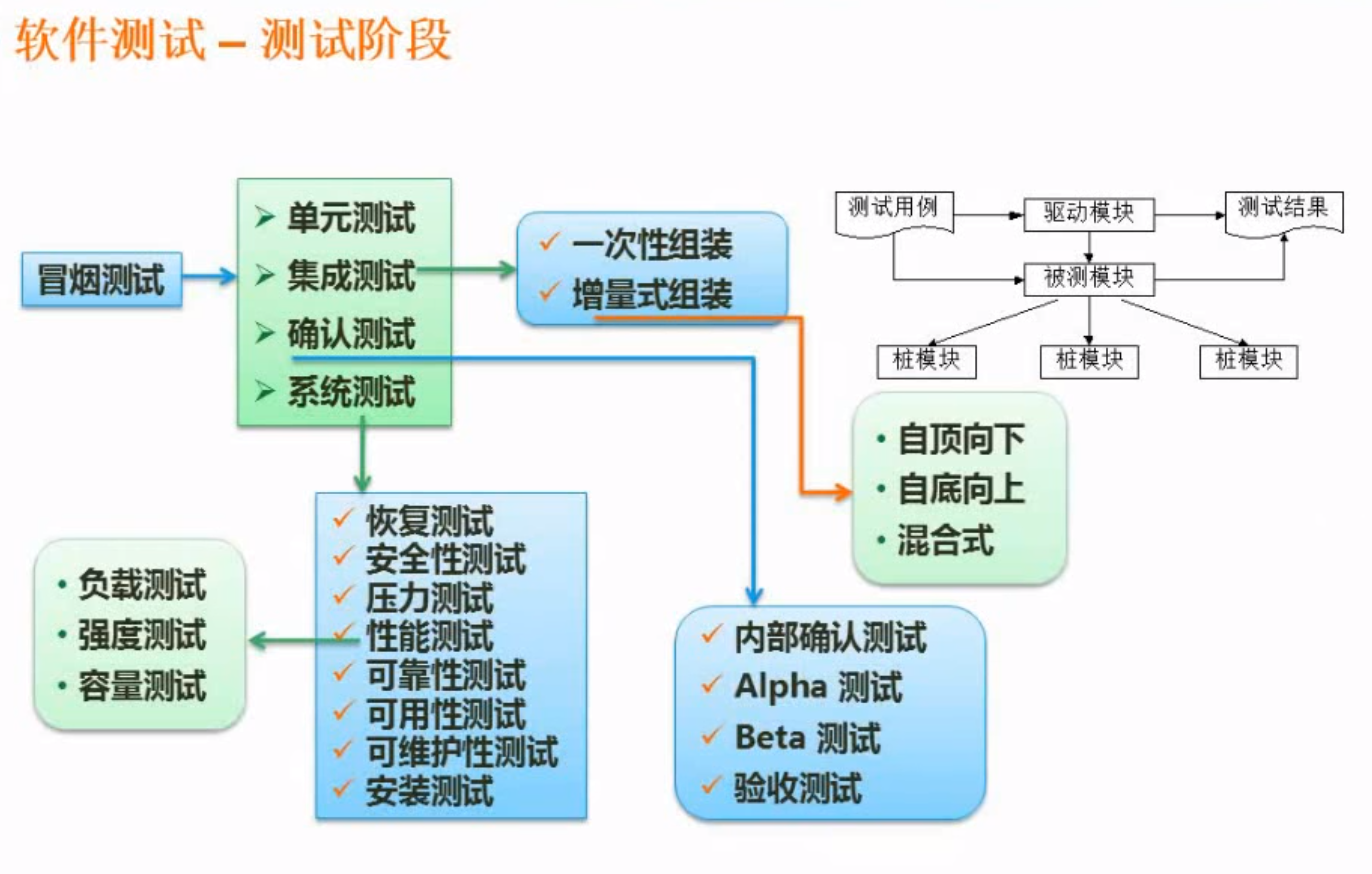 软件测试 – 测试阶段
冒烟测试
单元测试
集成测试
确认测试
系统测试
一次性组装
增量式组装
测试用例
驱动模块
测试结果
被测模块
桩模块
桩模块
桩模块
自顶向下
自底向上
混合式
恢复测试
安全性测试
压力测试
性能测试
可靠性测试
可用性测试
可维护性测试
安装测试
负载测试
强度测试
容量测试
内部确认测试
Alpha 测试
Beta 测试
验收测试